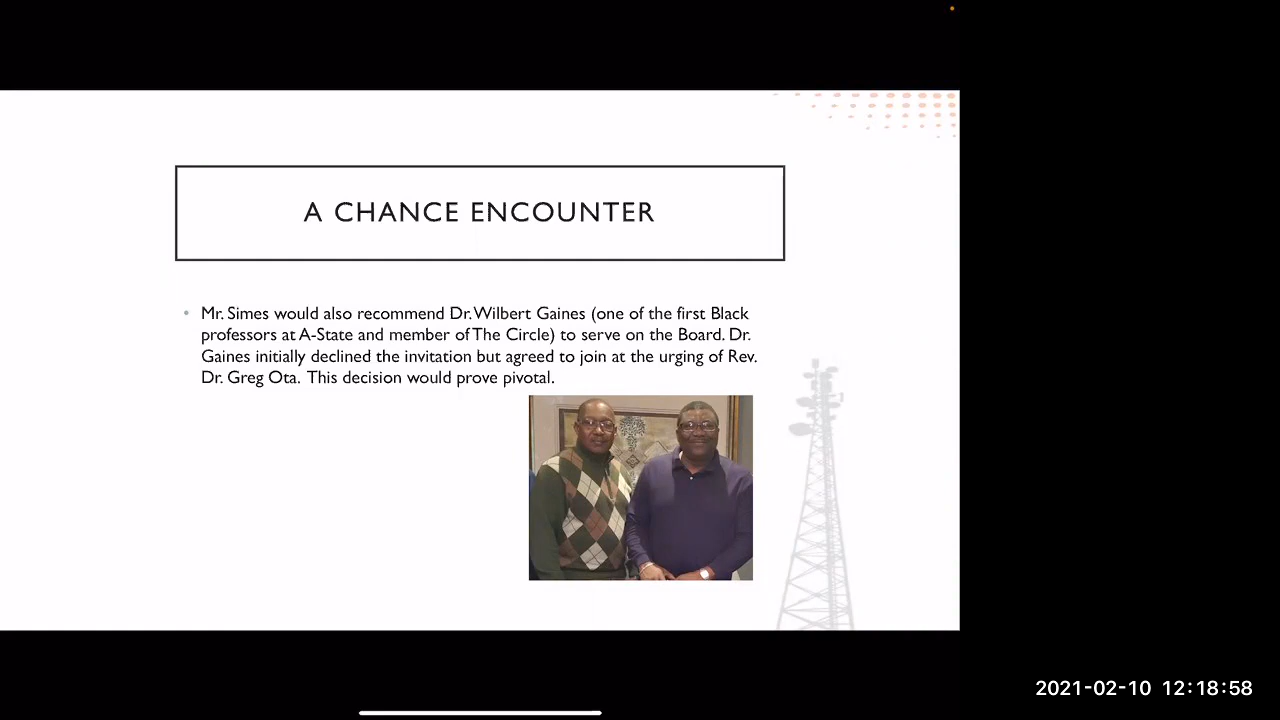 A CHANCE ENCOUNTER
• Mr. Simes would also recommend Dr. Wilbert Gaines (one of the first Black
professors at A-State and member of The Circle) to serve on the Board. Dr.
Gaines initially declined the invitation but agreed to join at the urging of Rev.
Dr. Greg Ota. This decision would prove pivotal.
2021-02-10 12:18:58